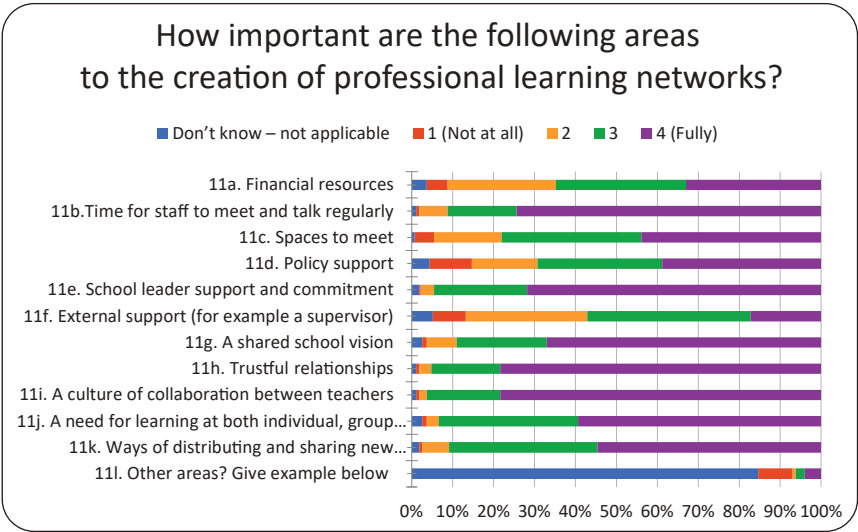 How important are the following areas
to the creation of professional learning networks?
Don't know – not applicable 1 (Not at all) 2 3 4 (Fully)
11a. Financial resources
11b.Time for staff to meet and talk regularly
11c. Spaces to meet
11d. Policy support
11e. School leader support and commitment
11f. External support (for example a supervisor)
11g. A shared school vision
11h. Trustful relationships
11i. A culture of collaboration between teachers
11j. A need for learning at both individual, group...
11k. Ways of distributing and sharing new...
11l. Other areas? Give example below
0% 10% 20% 30% 40% 50% 60% 70% 80% 90% 100%